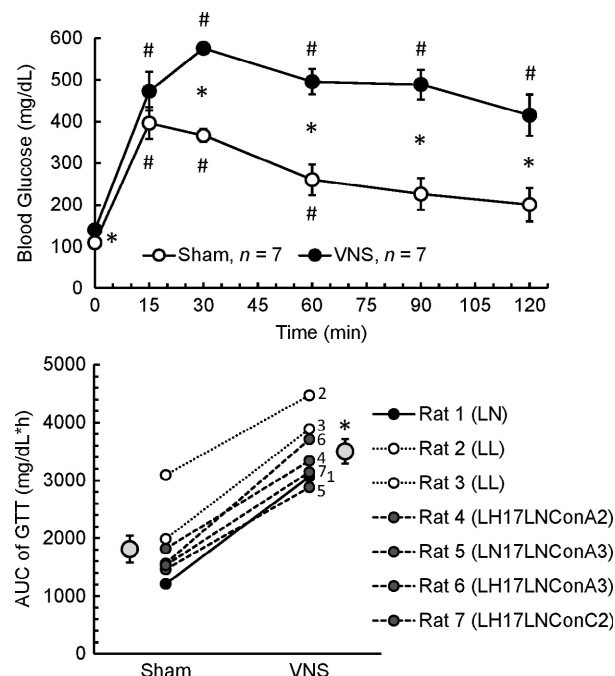 600
500
400
300
200
100
0
Blood Glucose (mg/dL)
# # # # #
* * * * *
# # #
Sham, n = 7 VNS, n = 7
0 15 30 45 60 75 90 105 120
Time (min)
5000
4000
3000
2000
1000
0
AUC of GTT (mg/dL*h)
2
3
*
6
4
7
1
5
Sham VNS
Rat 1 (LN)
Rat 2 (LL)
Rat 3 (LL)
Rat 4 (LH17LNConA2)
Rat 5 (LN17LNConA3)
Rat 6 (LH17LNConA3)
Rat 7 (LH17LNConC2)